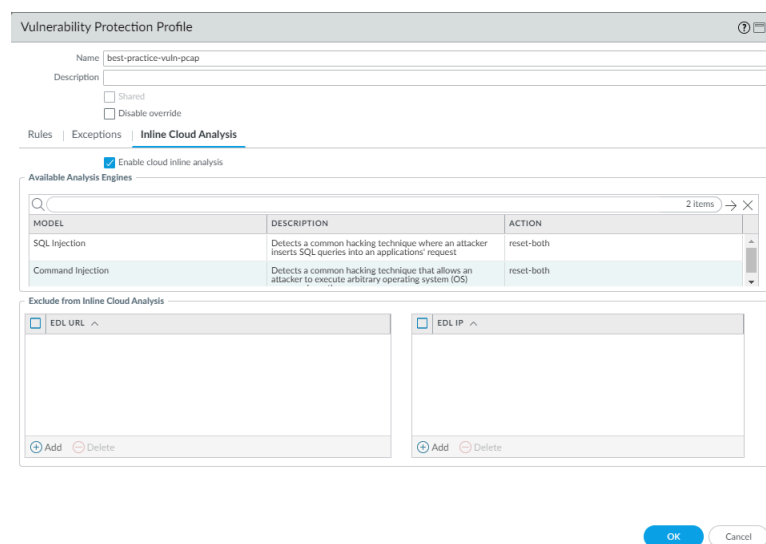 Vulnerability Protection Profile
Name best-practice-vuln-pcap
Description
Shared
Disable override
Rules | Exceptions | Inline Cloud Analysis
Enable cloud inline analysis
Available Analysis Engines
2 items
MODEL DESCRIPTION ACTION
SQL Injection Detects a common hacking technique where an attacker reset-both
inserts SQL queries into an applications' request
Command Injection Detects a common hacking technique that allows an reset-both
attacker to execute arbitrary operating system (OS)
Exclude from Inline Cloud Analysis
EDL URL EDL IP
Add Delete Add Delete
OK Cancel